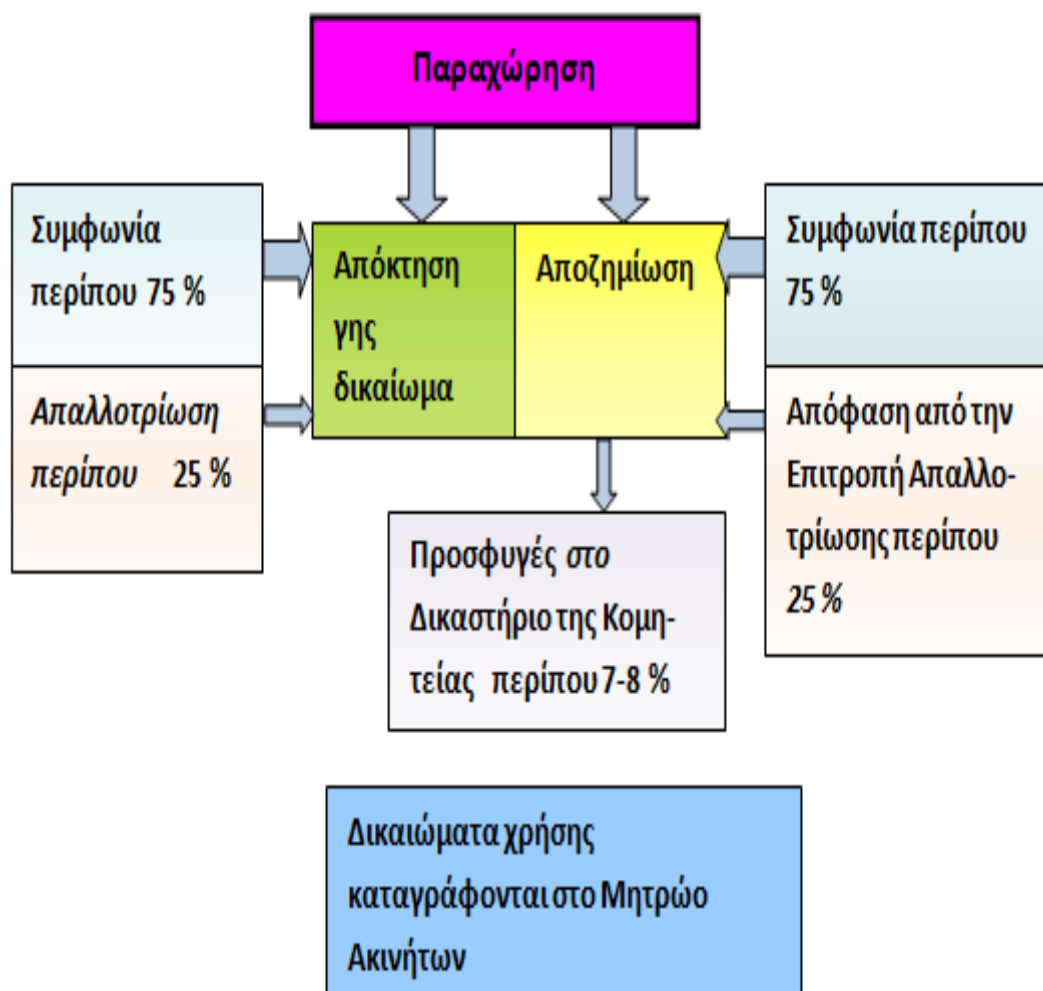 Παραχώρηση
Συμφωνία
περίπου 75 %
Απαλλοτρίωση
περίπου 25 %
Απόκτηση
γης
δικαίωμα
Αποζημίωση
Συμφωνία περίπου
75 %
Απόφαση από την
Επιτροπή Απαλλο-
τρίωσης περίπου
25 %
Προσφυγές στο
Δικαστήριο της Κομη-
τείας περίπου 7-8 %
Δικαιώματα χρήσης
καταγράφονται στο Μητρώο
Ακινήτων